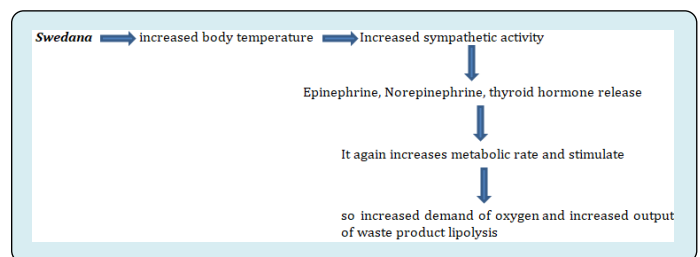 Swedana increased body temperature Increased sympathetic activity
Epinephrine, Norepinephrine, thyroid hormone release
It again increases metabolic rate and stimulate
so increased demand of oxygen and increased output
of waste product lipolysis